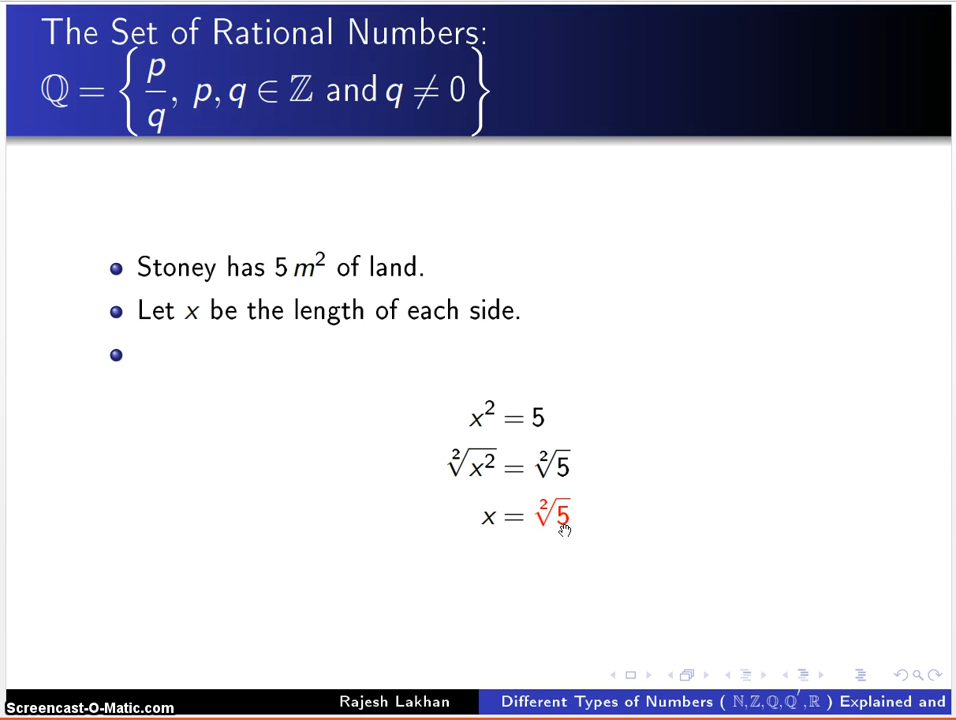 The Set of Rational Numbers:
ℚ = { p/q, p, q ∈ ℤ and q ≠ 0 }
Stoney has 5 m² of land.
Let x be the length of each side.
x² = 5
²√x² = ²√5
x = ²√5
Rajesh Lakhan
Different Types of Numbers ( ℕ,ℤ,ℚ,ℚ′,ℝ ) Explained and
Screencast-O-Matic.com